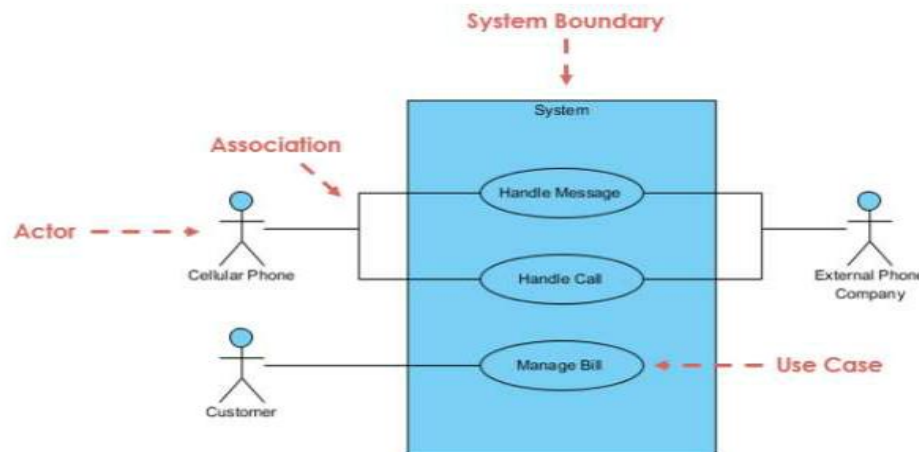 System Boundary
System
Association
Handle Message
Actor
Cellular Phone
Handle Call
External Phone
Company
Manage Bill
Use Case
Customer